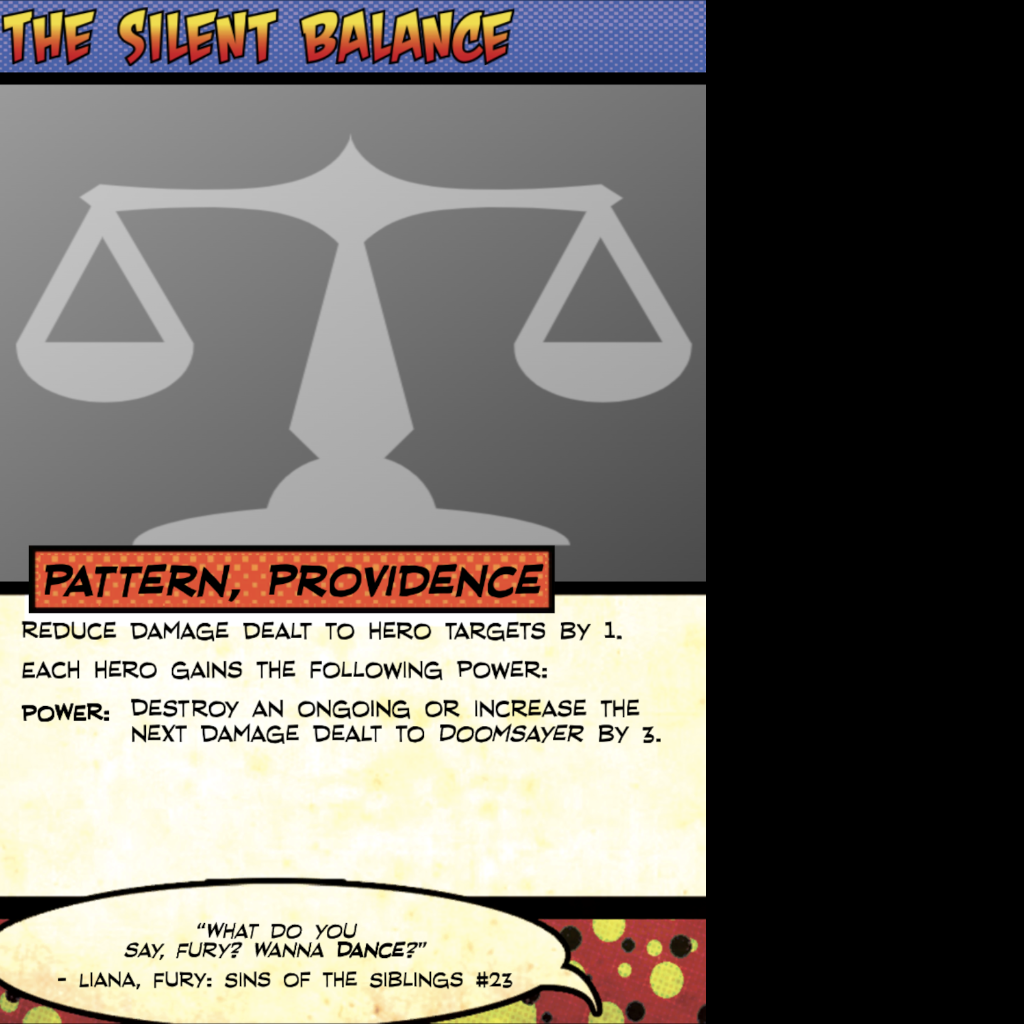 THE SILENT BALANCE
PATTERN, PROVIDENCE
REDUCE DAMAGE DEALT TO HERO TARGETS BY 1.
EACH HERO GAINS THE FOLLOWING POWER:
POWER: DESTROY AN ONGOING OR INCREASE THE
NEXT DAMAGE DEALT TO DOOMSAYER BY 3.
"WHAT DO YOU
SAY, FURY? WANNA DANCE?"
- LIANA, FURY: SINS OF THE SIBLINGS #23